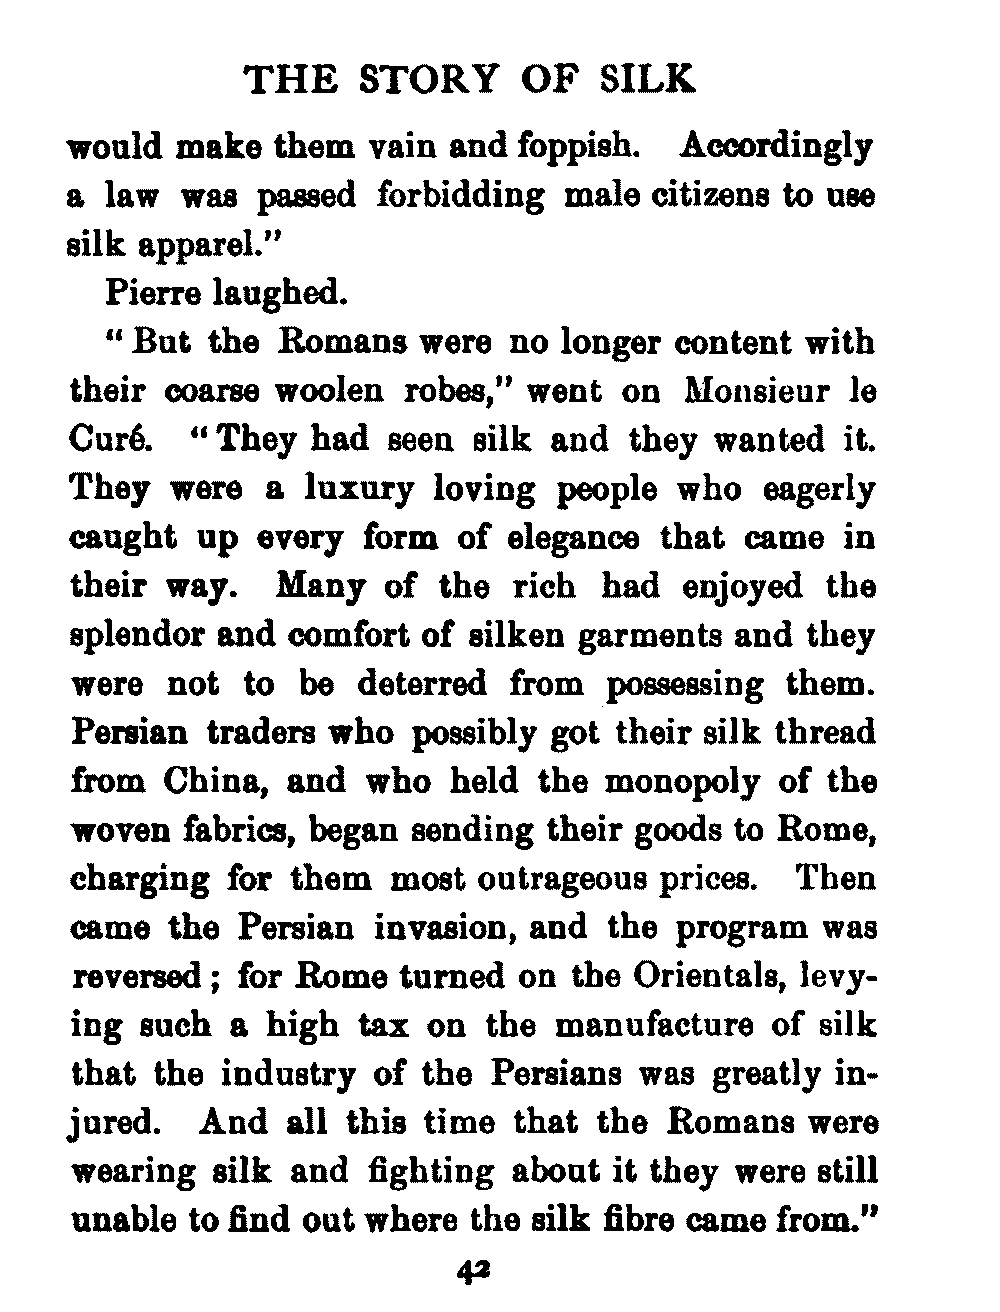 THE STORY OF SILK
would make them vain and foppish. Accordingly
a law was passed forbidding male citizens to use
silk apparel."
Pierre laughed.
"But the Romans were no longer content with
their coarse woolen robes," went on Monsieur le
Curé. "They had seen silk and they wanted it.
They were a luxury loving people who eagerly
caught up every form of elegance that came in
their way. Many of the rich had enjoyed the
splendor and comfort of silken garments and they
were not to be deterred from possessing them.
Persian traders who possibly got their silk thread
from China, and who held the monopoly of the
woven fabrics, began sending their goods to Rome,
charging for them most outrageous prices. Then
came the Persian invasion, and the program was
reversed; for Rome turned on the Orientals, levy-
ing such a high tax on the manufacture of silk
that the industry of the Persians was greatly in-
jured. And all this time that the Romans were
wearing silk and fighting about it they were still
unable to find out where the silk fibre came from."
42